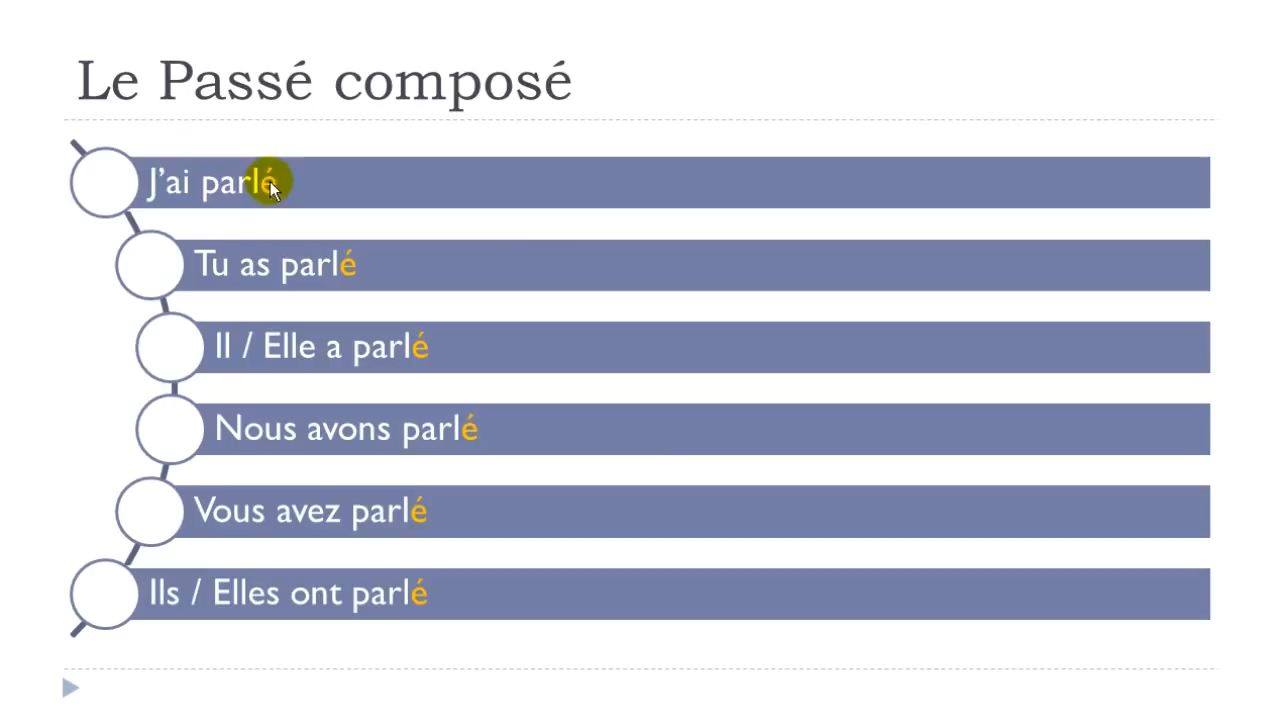 Le Passé composé
J’ai parlé
Tu as parlé
Il / Elle a parlé
Nous avons parlé
Vous avez parlé
Ils / Elles ont parlé